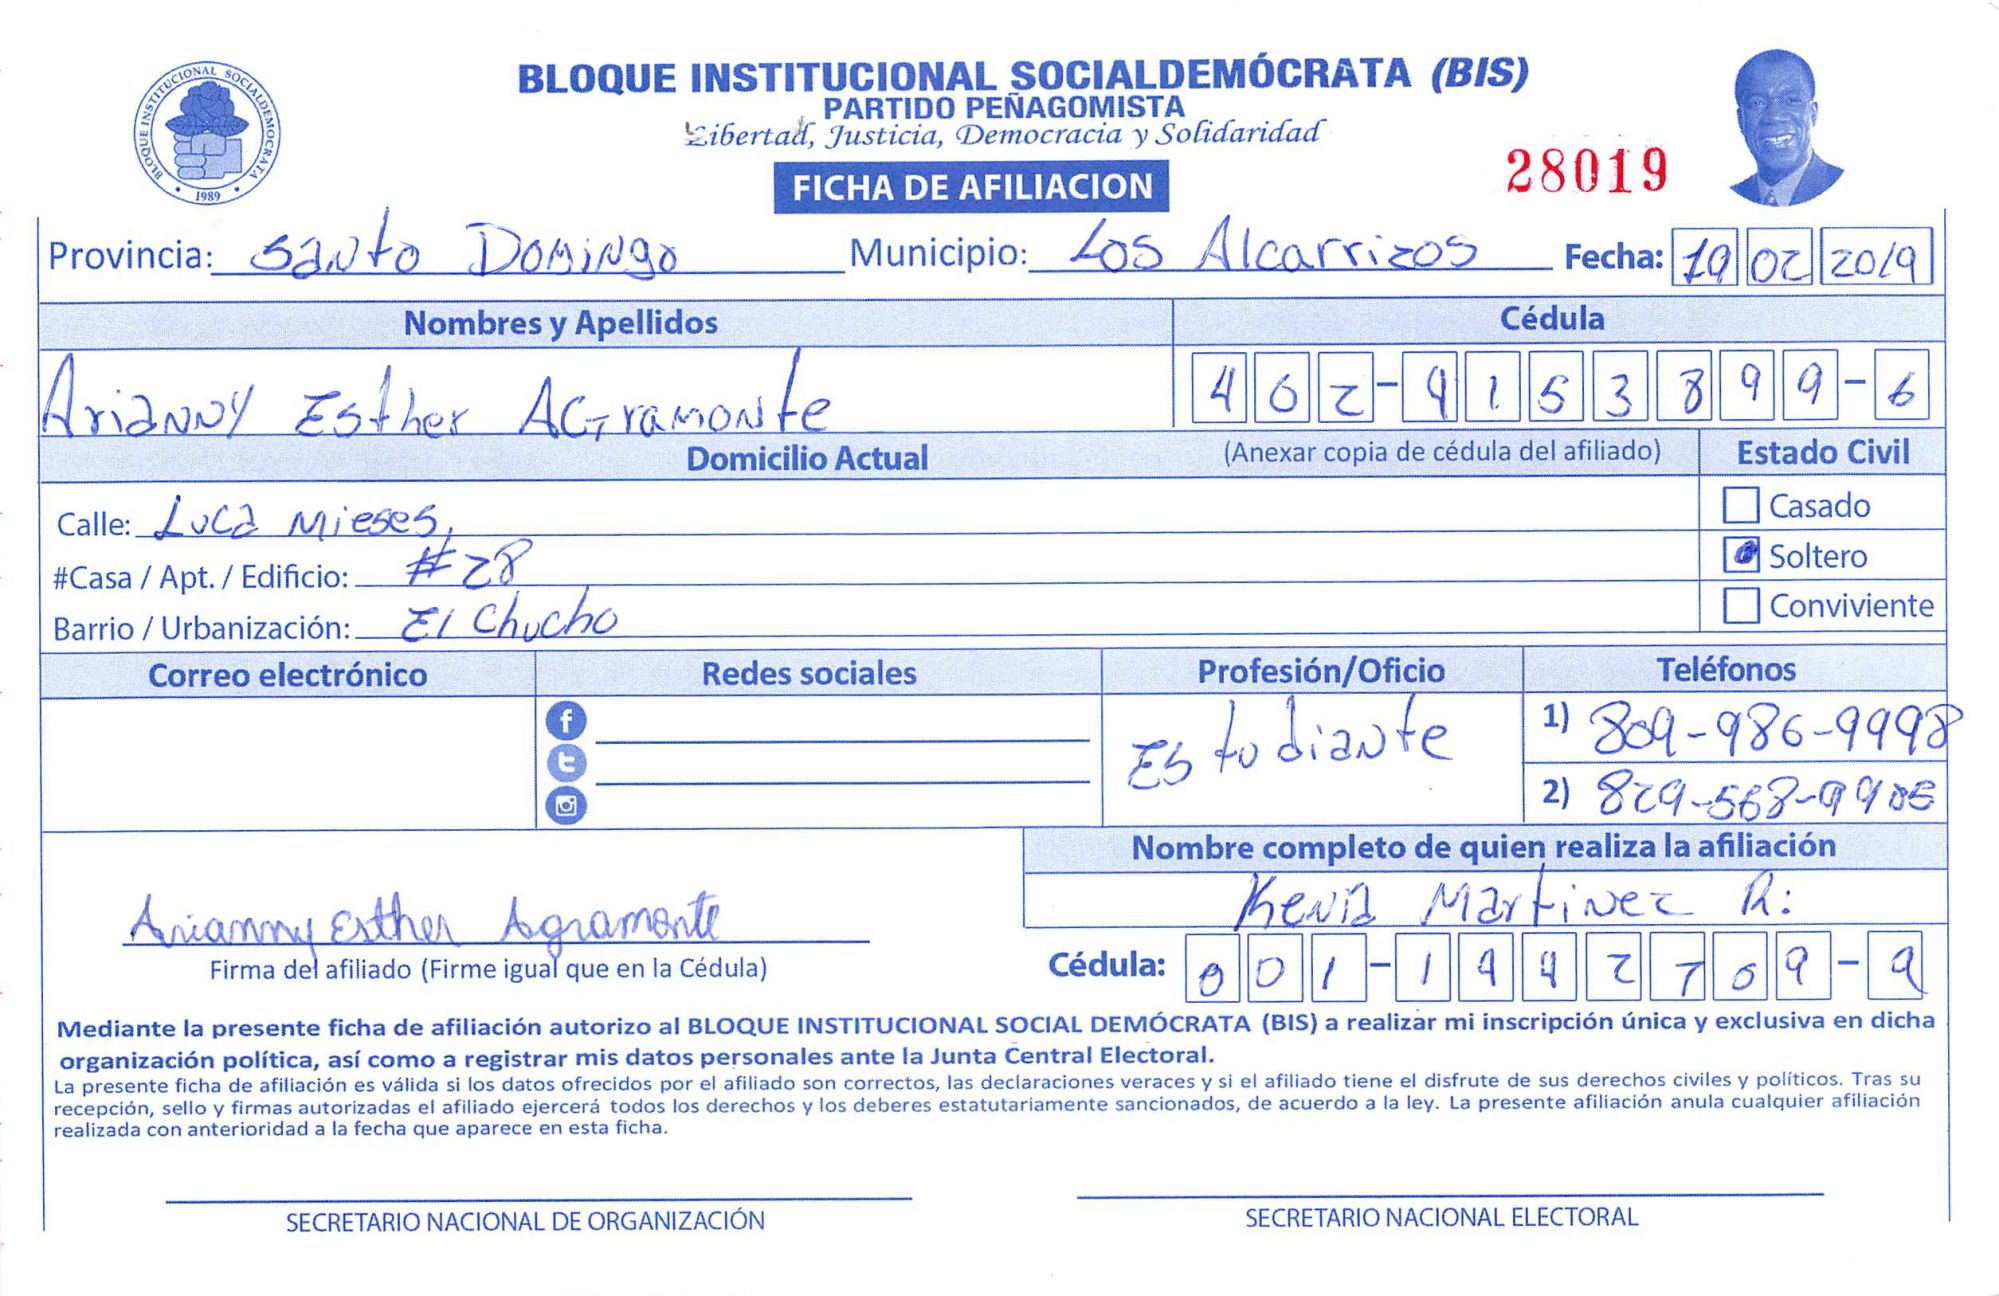 BLOQUE INSTITUCIONAL SOCIALDEMOCRATA
1989
BLOQUE INSTITUCIONAL SOCIALDEMÓCRATA (BIS)
PARTIDO PEÑAGOMISTA
Libertad, Justicia, Democracia y Solidaridad
FICHA DE AFILIACION
28019
Provincia: Santo Domingo Municipio: Los Alcarrizos Fecha: 19 02 2019
Nombres y Apellidos Cédula
Arianny Esther AGramonte 402-4153899-6
Domicilio Actual (Anexar copia de cédula del afiliado) Estado Civil
Calle: Luca Mieses, Casado
#Casa / Apt. / Edificio: #28 Soltero
Barrio / Urbanización: El Chucho Conviviente
Correo electrónico Redes sociales Profesión/Oficio Teléfonos
Estudiante 1) 809-986-9998
2) 829-568-9905
Nombre completo de quien realiza la afiliación
Kenia Martinez R:
Arianny Esther Agramonte
Firma del afiliado (Firme igual que en la Cédula) Cédula: 001-1442709-9
Mediante la presente ficha de afiliación autorizo al BLOQUE INSTITUCIONAL SOCIAL DEMÓCRATA (BIS) a realizar mi inscripción única y exclusiva en dicha
organización política, así como a registrar mis datos personales ante la Junta Central Electoral.
La presente ficha de afiliación es válida si los datos ofrecidos por el afiliado son correctos, las declaraciones veraces y si el afiliado tiene el disfrute de sus derechos civiles y políticos. Tras su
recepción, sello y firmas autorizadas el afiliado ejercerá todos los derechos y los deberes estatutariamente sancionados, de acuerdo a la ley. La presente afiliación anula cualquier afiliación
realizada con anterioridad a la fecha que aparece en esta ficha.
SECRETARIO NACIONAL DE ORGANIZACIÓN SECRETARIO NACIONAL ELECTORAL